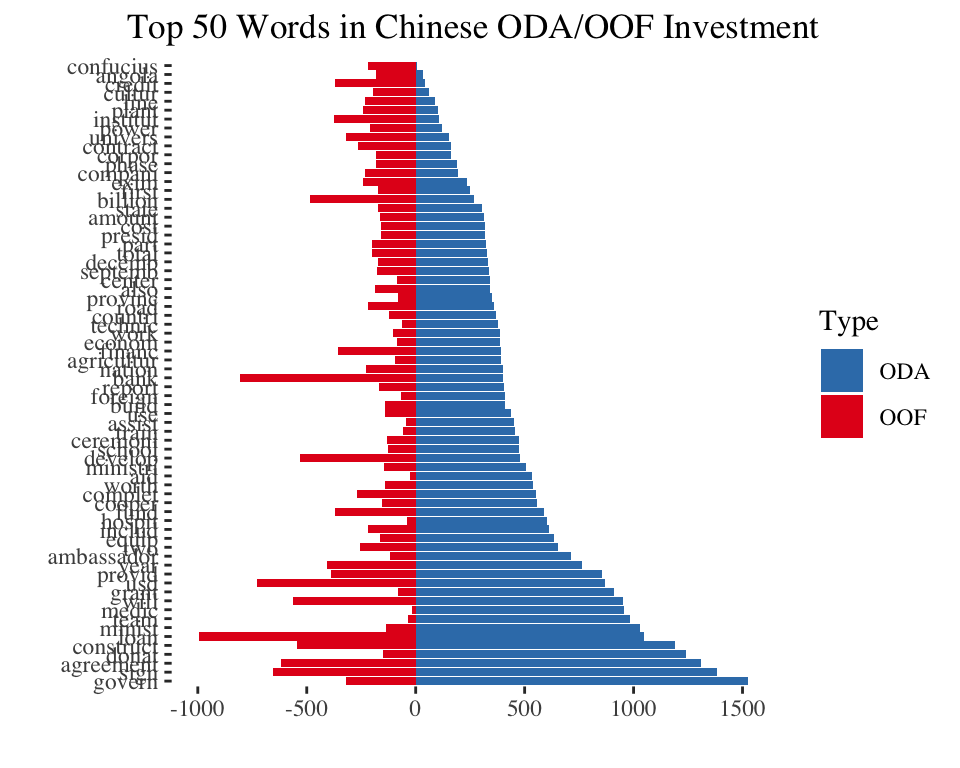 Top 50 Words in Chinese ODA/OOF Investment
confucius
angola
credit
cultur
line
plant
institut
power
univers
contract
corpor
phase
compani
exim
first
billion
state
amount
cost
presid
part
total
decemb
septemb
center
also
provinc
road
countri
technic
work
econom
financ
agricultur
nation
bank
report
foreign
build
use
assist
train
ceremoni
school
develop
ministri
aid
worth
complet
cooper
fund
hospit
includ
equip
two
ambassador
year
provid
usd
grant
will
medic
team
minist
loan
construct
donat
agreement
sign
govern
-1000 -500 0 500 1000 1500
Type
ODA
OOF